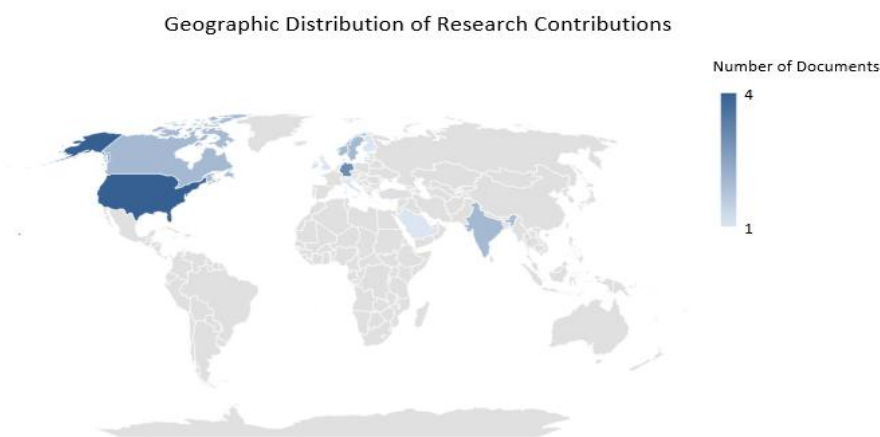 Geographic Distribution of Research Contributions
Number of Documents
4
1